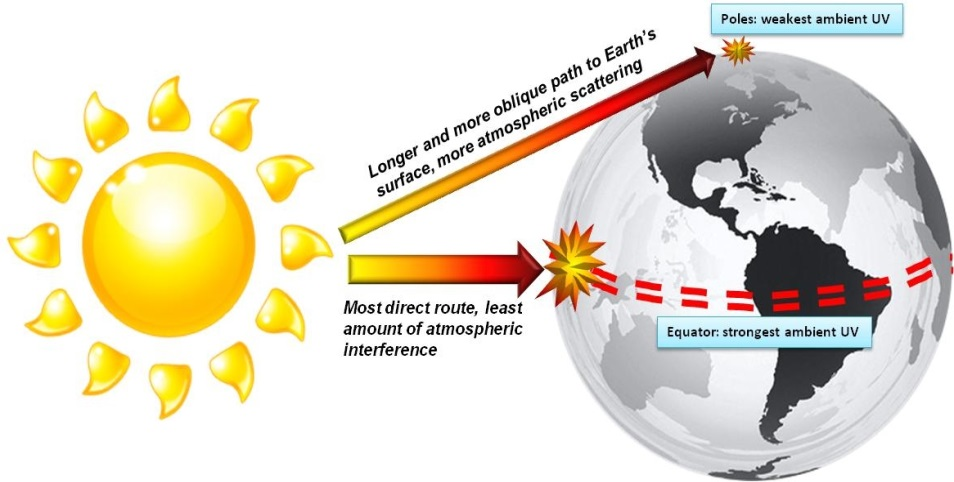 Poles: weakest ambient UV
Longer and more oblique path to Earth's
surface, more atmospheric scattering
Most direct route, least
amount of atmospheric
interference
Equator: strongest ambient UV